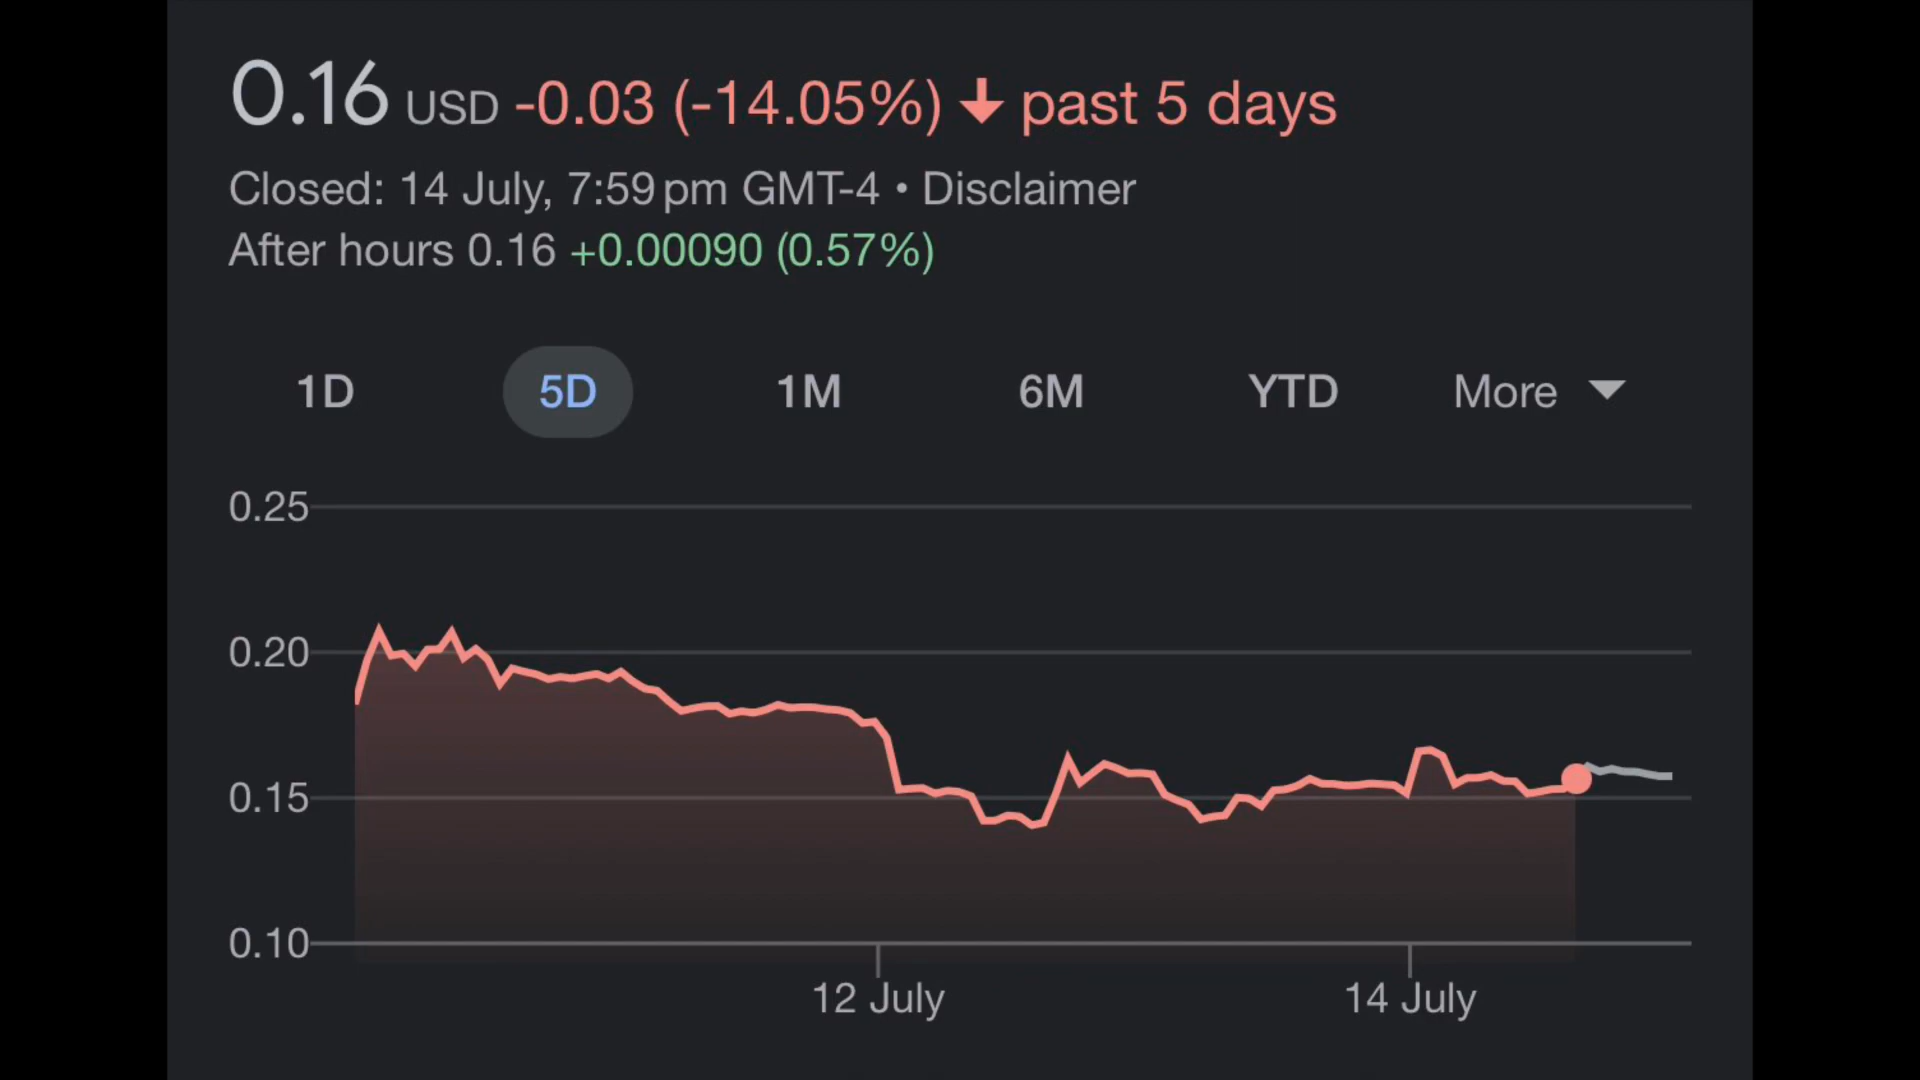 0.16 USD -0.03 (-14.05%) ↓ past 5 days
Closed: 14 July, 7:59 pm GMT-4 • Disclaimer
After hours 0.16 +0.00090 (0.57%)
1D 5D 1M 6M YTD More
0.25
0.20
0.15
0.10
12 July 14 July